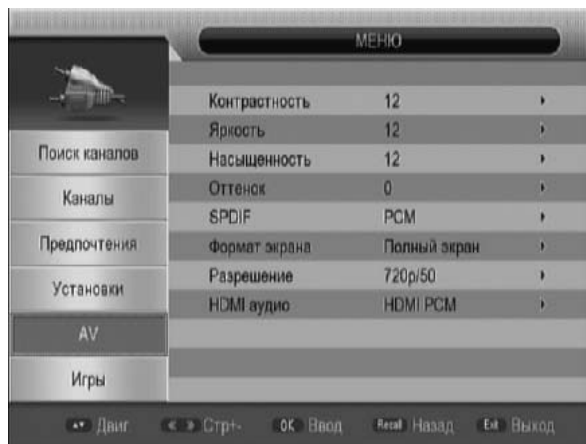 МЕНЮ
Контрастность 12
Яркость 12
Насыщенность 12
Оттенок 0
SPDIF PCM
Формат экрана Полный экран
Разрешение 720p/50
HDMI аудио HDMI PCM
Поиск каналов
Каналы
Предпочтения
Установки
AV
Игры
Двиг Стр+- OK Ввод Recall Назад Exit Выход